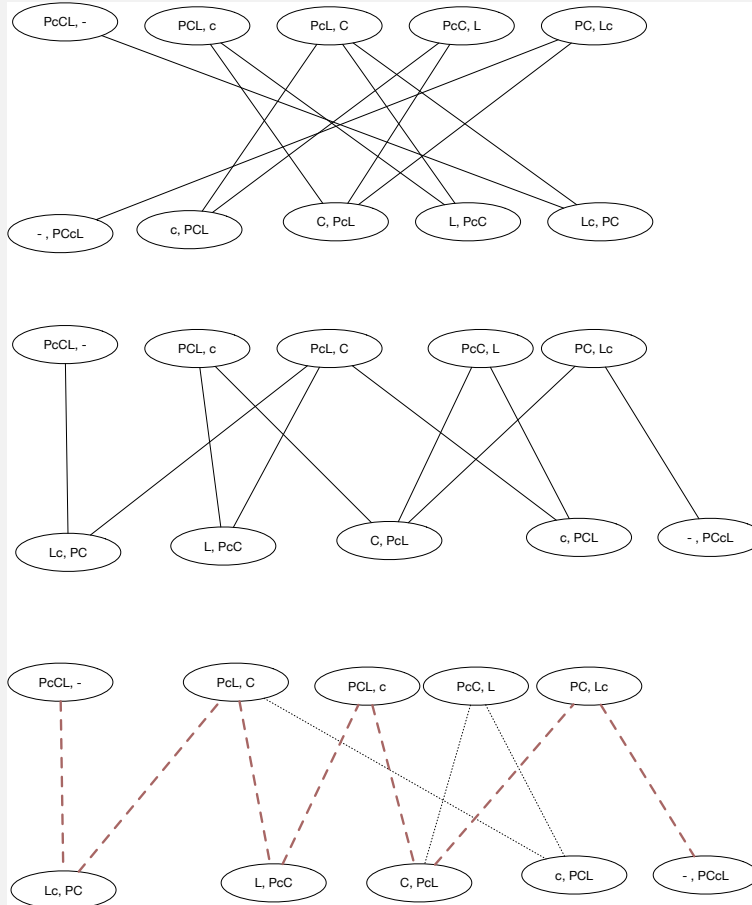 PcCL, -
PCL, c
PcL, C
PcC, L
PC, Lc
- , PCcL
c, PCL
C, PcL
L, PcC
Lc, PC
PcCL, -
PCL, c
PcL, C
PcC, L
PC, Lc
Lc, PC
L, PcC
C, PcL
c, PCL
- , PCcL
PcCL, -
PcL, C
PCL, c
PcC, L
PC, Lc
Lc, PC
L, PcC
C, PcL
c, PCL
- , PCcL